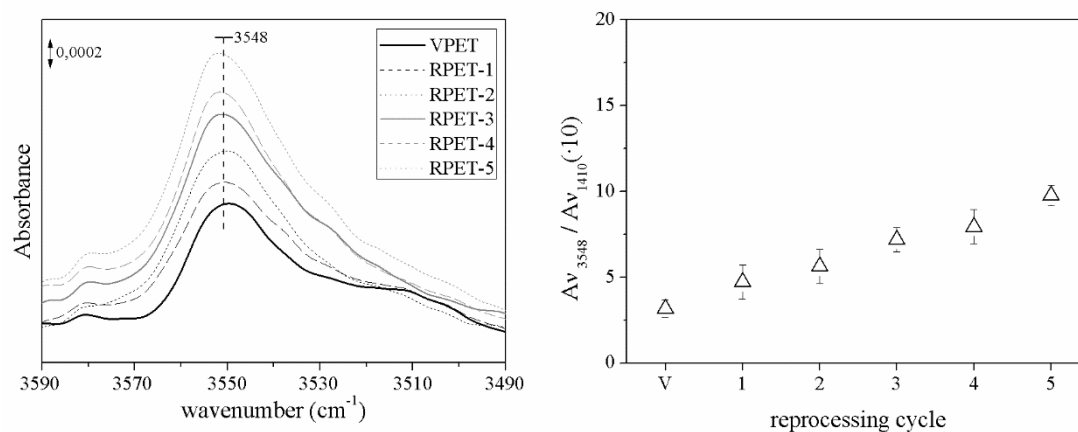 0,0002
3548
VPET
RPET-1
RPET-2
RPET-3
RPET-4
RPET-5
Absorbance
3590 3570 3550 3530 3510 3490
wavenumber (cm⁻¹)
Aν₃₅₄₈ / Aν₁₄₁₀(·10)
20
15
10
5
0
V 1 2 3 4 5
reprocessing cycle